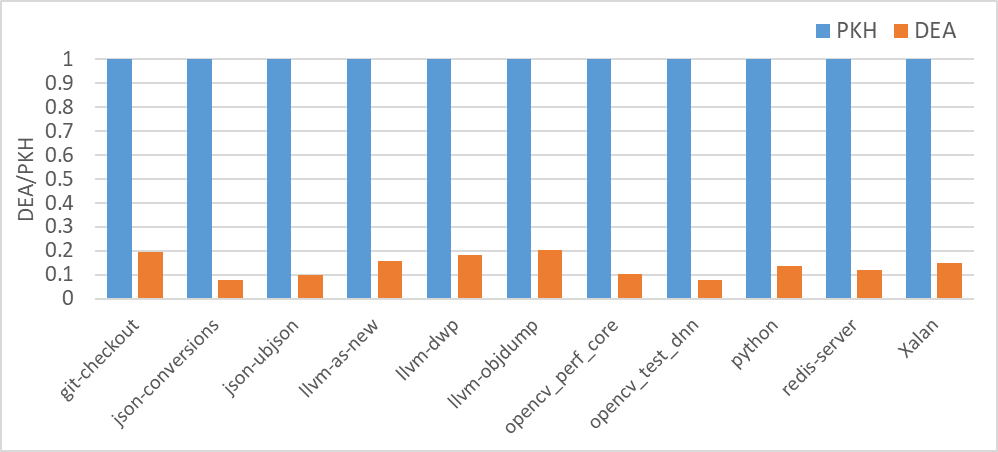 PKH DEA
DEA/PKH
1
0.9
0.8
0.7
0.6
0.5
0.4
0.3
0.2
0.1
0
git-checkout
json-conversions
json-ubjson
llvm-as-new
llvm-dwp
llvm-objdump
opencv_perf_core
opencv_test_dnn
python
redis-server
Xalan